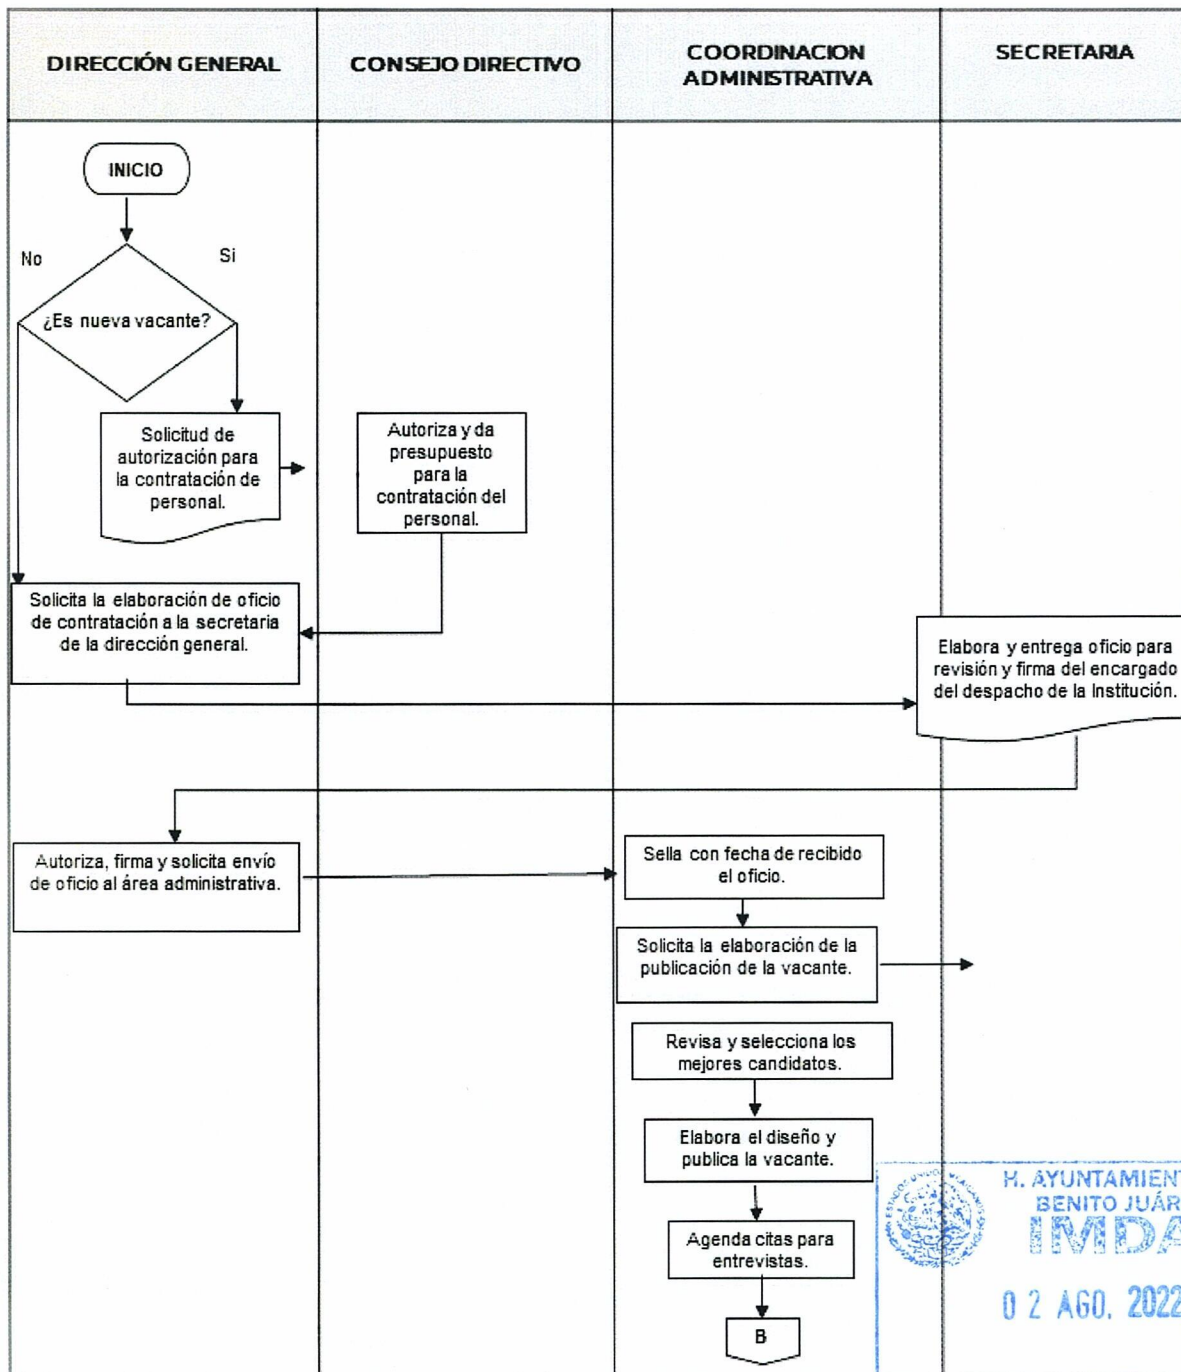 DIRECCIÓN GENERAL
CONSEJO DIRECTIVO
COORDINACION
ADMINISTRATIVA
SECRETARIA
INICIO
No
Si
¿Es nueva vacante?
Solicitud de
autorización para
la contratación de
personal.
Autoriza y da
presupuesto
para la
contratación del
personal.
Solicita la elaboración de oficio
de contratación a la secretaria
de la dirección general.
Elabora y entrega oficio para
revisión y firma del encargado
del despacho de la Institución.
Autoriza, firma y solicita envío
de oficio al área administrativa.
Sella con fecha de recibido
el oficio.
Solicita la elaboración de la
publicación de la vacante.
Revisa y selecciona los
mejores candidatos.
Elabora el diseño y
publica la vacante.
Agenda citas para
entrevistas.
B
H. AYUNTAMIENT
BENITO JUÁR
IMDA
02 AGO. 2022